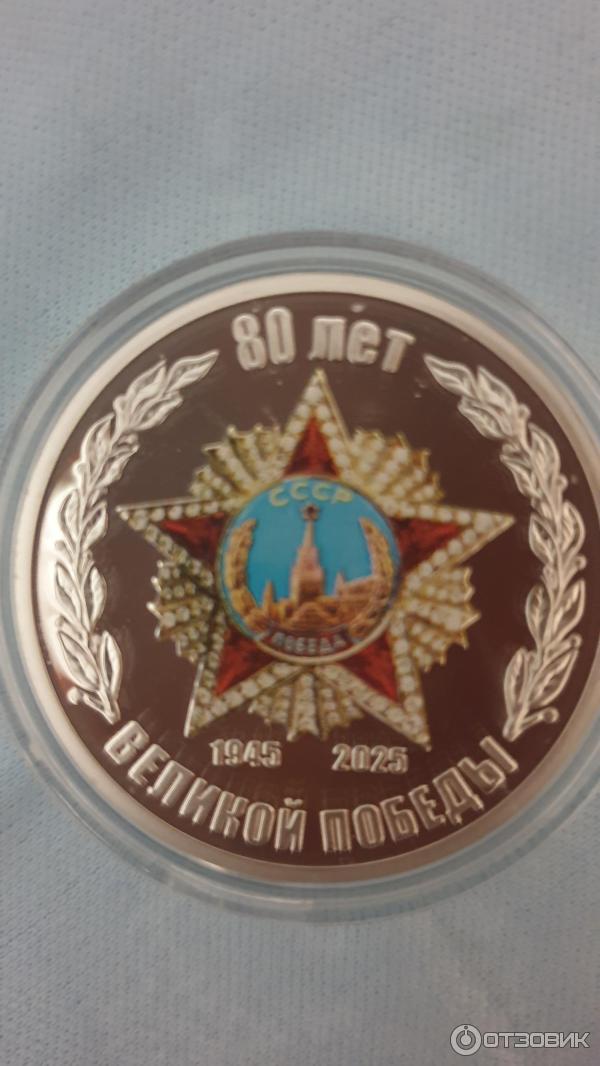 80 лет
СССР
ПОБЕДА
1945 2025
ВЕЛИКОЙ ПОБЕДЫ
ОТЗОВИК